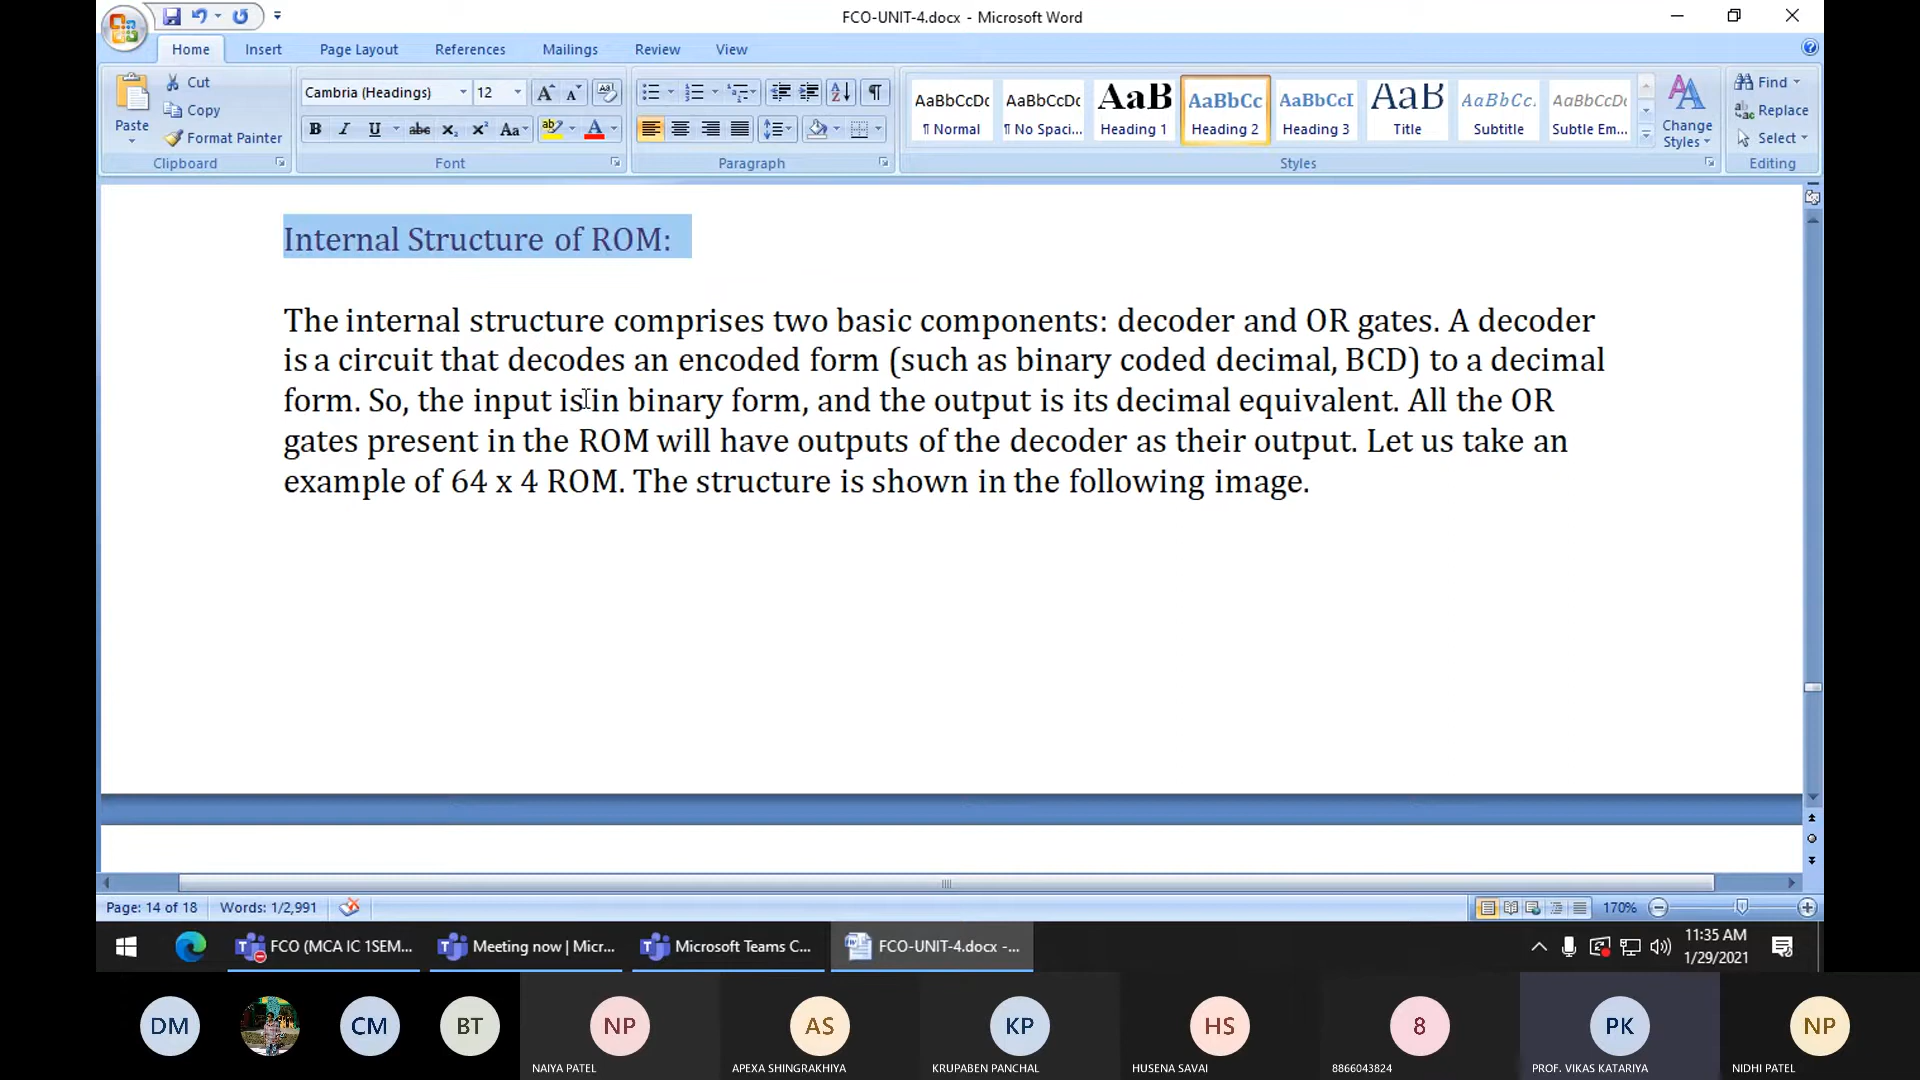 FCO-UNIT-4.docx - Microsoft Word
Home Insert Page Layout References Mailings Review View
Paste
Cut
Copy
Format Painter
Clipboard
Cambria (Headings) 12
Font
Paragraph
AaBbCcDc AaBbCcDc AaB AaBbCc AaBbCcI AaB AaBbCc. AaBbCcDc
¶ Normal ¶ No Spaci... Heading 1 Heading 2 Heading 3 Title Subtitle Subtle Em...
Change Styles
Styles
Find
Replace
Select
Editing
Internal Structure of ROM:
The internal structure comprises two basic components: decoder and OR gates. A decoder
is a circuit that decodes an encoded form (such as binary coded decimal, BCD) to a decimal
form. So, the input is in binary form, and the output is its decimal equivalent. All the OR
gates present in the ROM will have outputs of the decoder as their output. Let us take an
example of 64 x 4 ROM. The structure is shown in the following image.
Page: 14 of 18 Words: 1/2,991 170%
FCO (MCA IC 1SEM... Meeting now | Micr... Microsoft Teams C... FCO-UNIT-4.docx -...
11:35 AM
1/29/2021
DM CM BT NP AS KP HS 8 PK NP
NAIYA PATEL APEXA SHINGRAKHIYA KRUPABEN PANCHAL HUSENA SAVAI 8866043824 PROF. VIKAS KATARIYA NIDHI PATEL